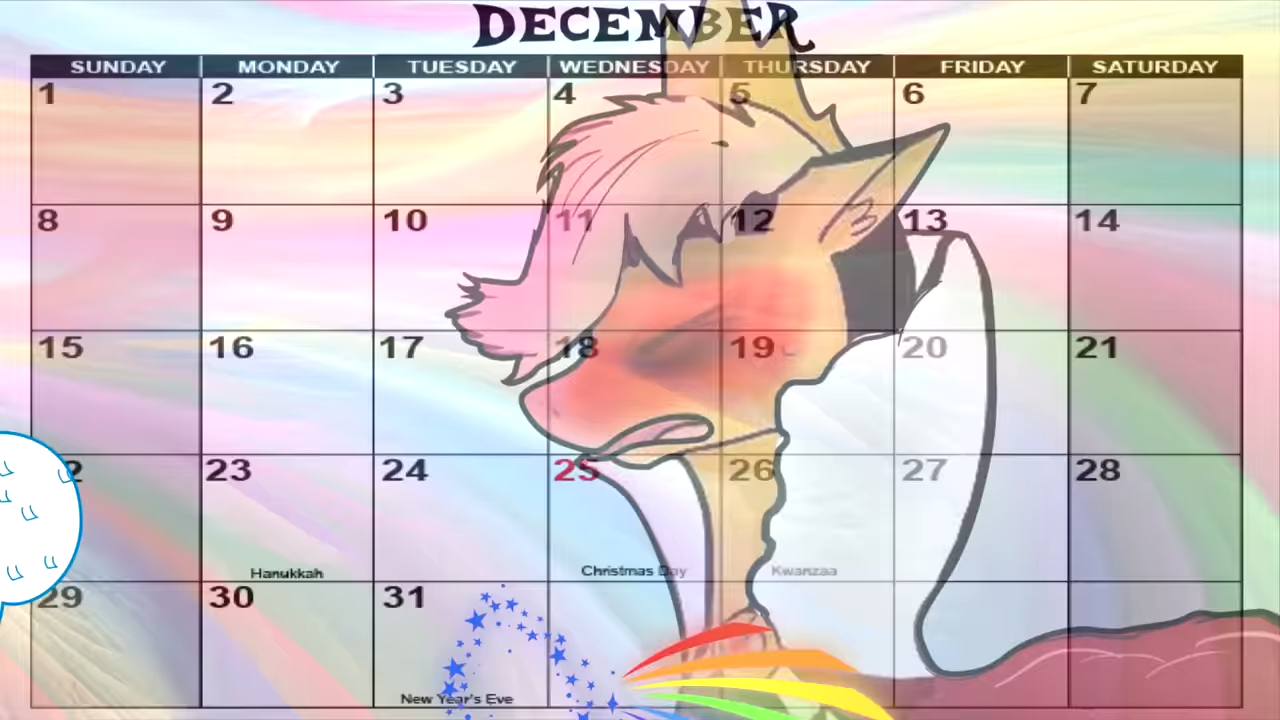 DECEMBER
SUNDAY MONDAY TUESDAY WEDNESDAY THURSDAY FRIDAY SATURDAY
1 2 3 4 5 6 7
8 9 10 11 12 13 14
15 16 17 18 19 20 21
2 23 24 25 26 27 28
Hanukkah Christmas Day Kwanzaa
29 30 31
New Year's Eve